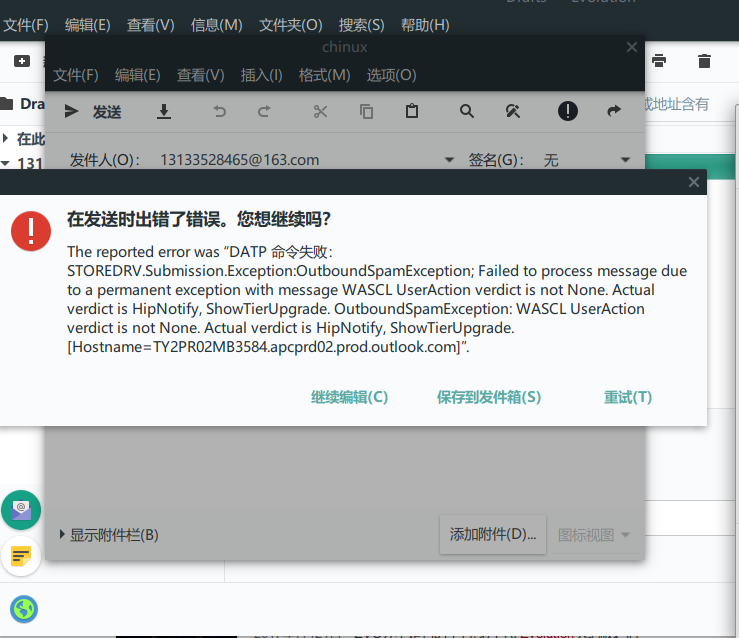 Drafts — Evolution
文件(F) 编辑(E) 查看(V) 信息(M) 文件夹(O) 搜索(S) 帮助(H)
chinux
文件(F) 编辑(E) 查看(V) 插入(I) 格式(M) 选项(O)
Dra
发送
或地址含有
在此
发件人(O)： 13133528465@163.com 签名(G)： 无
131
在发送时出错了错误。您想继续吗？
The reported error was “DATP 命令失败：
STOREDRV.Submission.Exception:OutboundSpamException; Failed to process message due
to a permanent exception with message WASCL UserAction verdict is not None. Actual
verdict is HipNotify, ShowTierUpgrade. OutboundSpamException: WASCL UserAction
verdict is not None. Actual verdict is HipNotify, ShowTierUpgrade.
[Hostname=TY2PR02MB3584.apcprd02.prod.outlook.com]”.
继续编辑(C) 保存到发件箱(S) 重试(T)
显示附件栏(B) 添加附件(D)... 图标视图